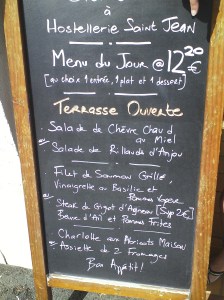 à
Hostellerie Saint Jean
Menu du Jour @ 12,20 €
[au choix 1 entrée, 1 plat et 1 dessert]
Terrasse Ouverte
Salade de Chèvre Chaud
au Miel
Salade de Rillauds d'Anjou
Filet de Saumon Grillé,
Vinaigrette au Basilic et
Pommes Vapeur
Steak de Gigot d'Agneau [Supp 2€]
Beurre d'Ail et Pommes Frites
Charlotte aux Abricots Maison
Assiette de 2 Fromages
Bon Appétit!